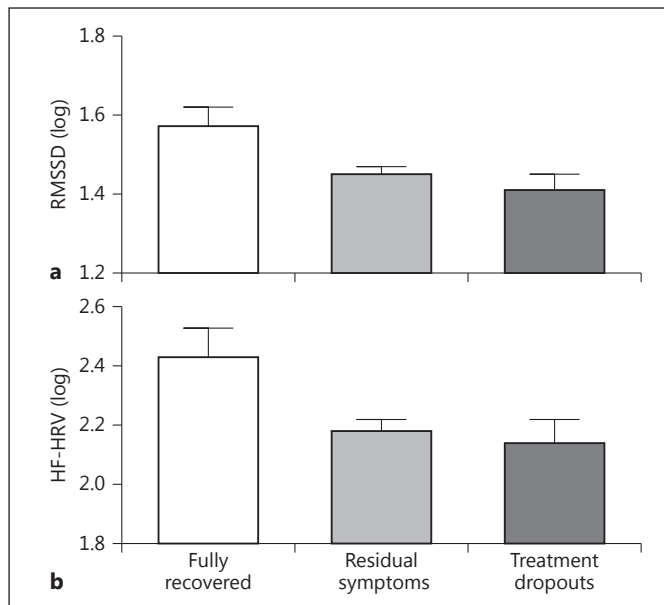 1.8
1.6
1.4
1.2
RMSSD (log)
a
2.6
2.4
2.2
2.0
1.8
HF-HRV (log)
b
Fully
recovered
Residual
symptoms
Treatment
dropouts